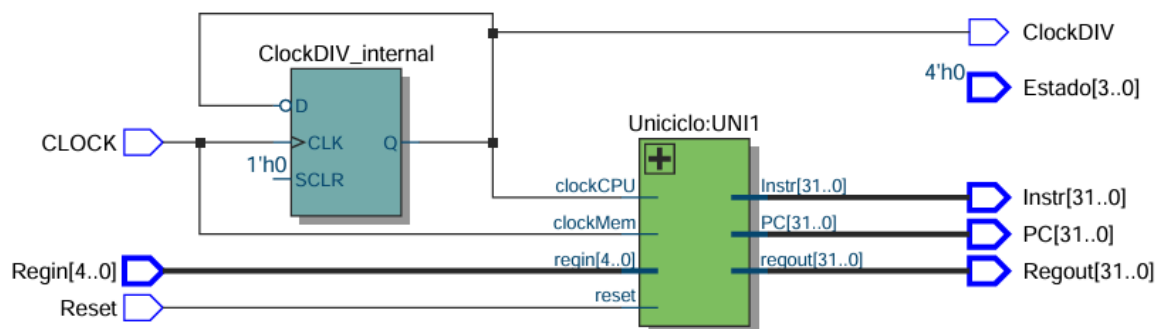 ClockDIV
ClockDIV_internal
4'h0
Estado[3..0]
D
CLOCK
CLK
Q
Uniciclo:UNI1
1'h0
SCLR
clockCPU
Instr[31..0]
Instr[31..0]
clockMem
PC[31..0]
PC[31..0]
Regin[4..0]
regin[4..0]
regout[31..0]
Regout[31..0]
Reset
reset